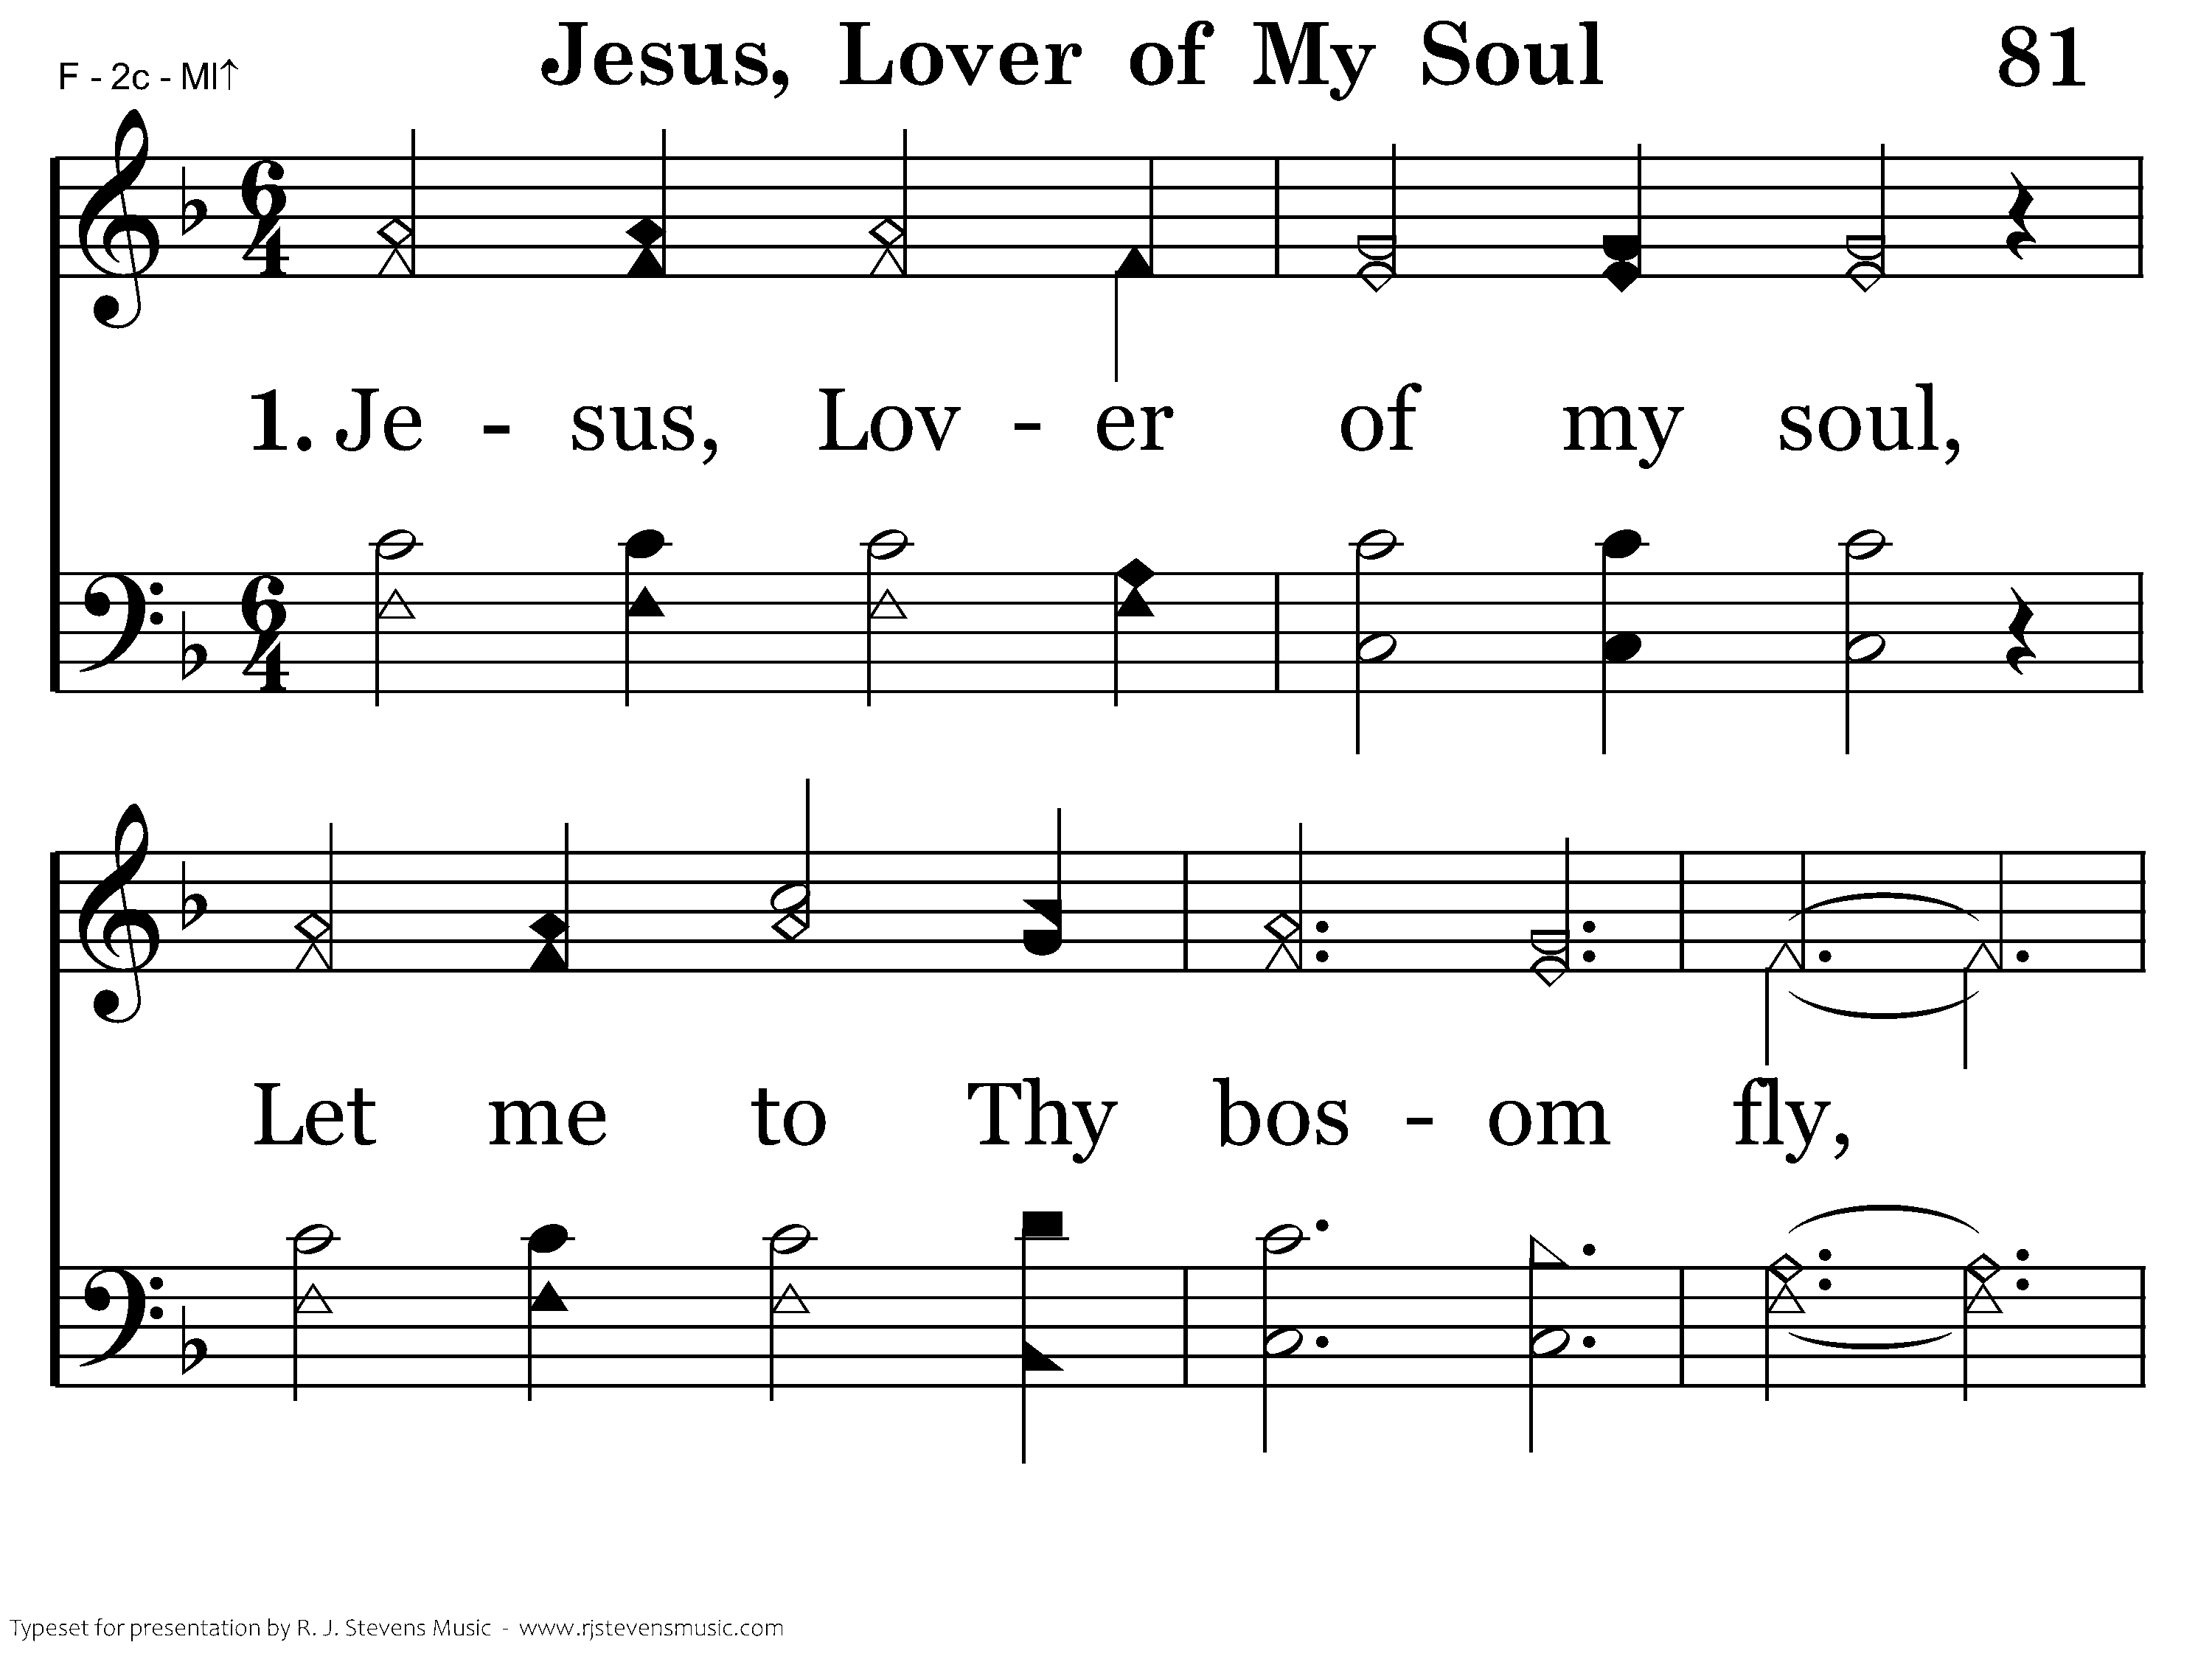 Jesus, Lover of My Soul 81
F - 2c - MI↑
1. Je - sus, Lov - er of my soul,
Let me to Thy bos - om fly,
Typeset for presentation by R. J. Stevens Music - www.rjstevensmusic.com